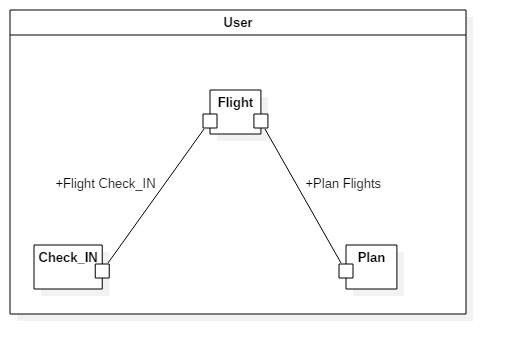 User
Flight
+Flight Check_IN
+Plan Flights
Check_IN
Plan